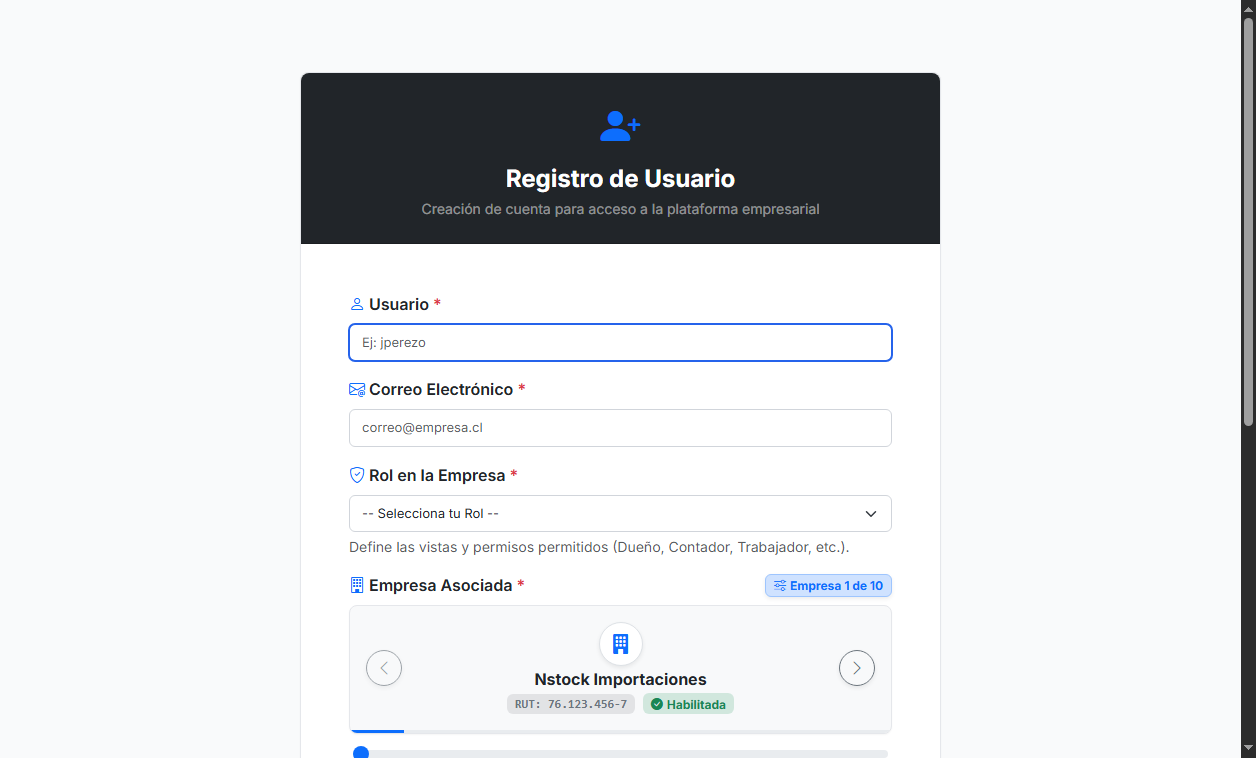 Registro de Usuario
Creación de cuenta para acceso a la plataforma empresarial
Usuario *
Ej: jperezo
Correo Electrónico *
correo@empresa.cl
Rol en la Empresa *
-- Selecciona tu Rol --
Define las vistas y permisos permitidos (Dueño, Contador, Trabajador, etc.).
Empresa Asociada *
Empresa 1 de 10
Nstock Importaciones
RUT: 76.123.456-7
Habilitada